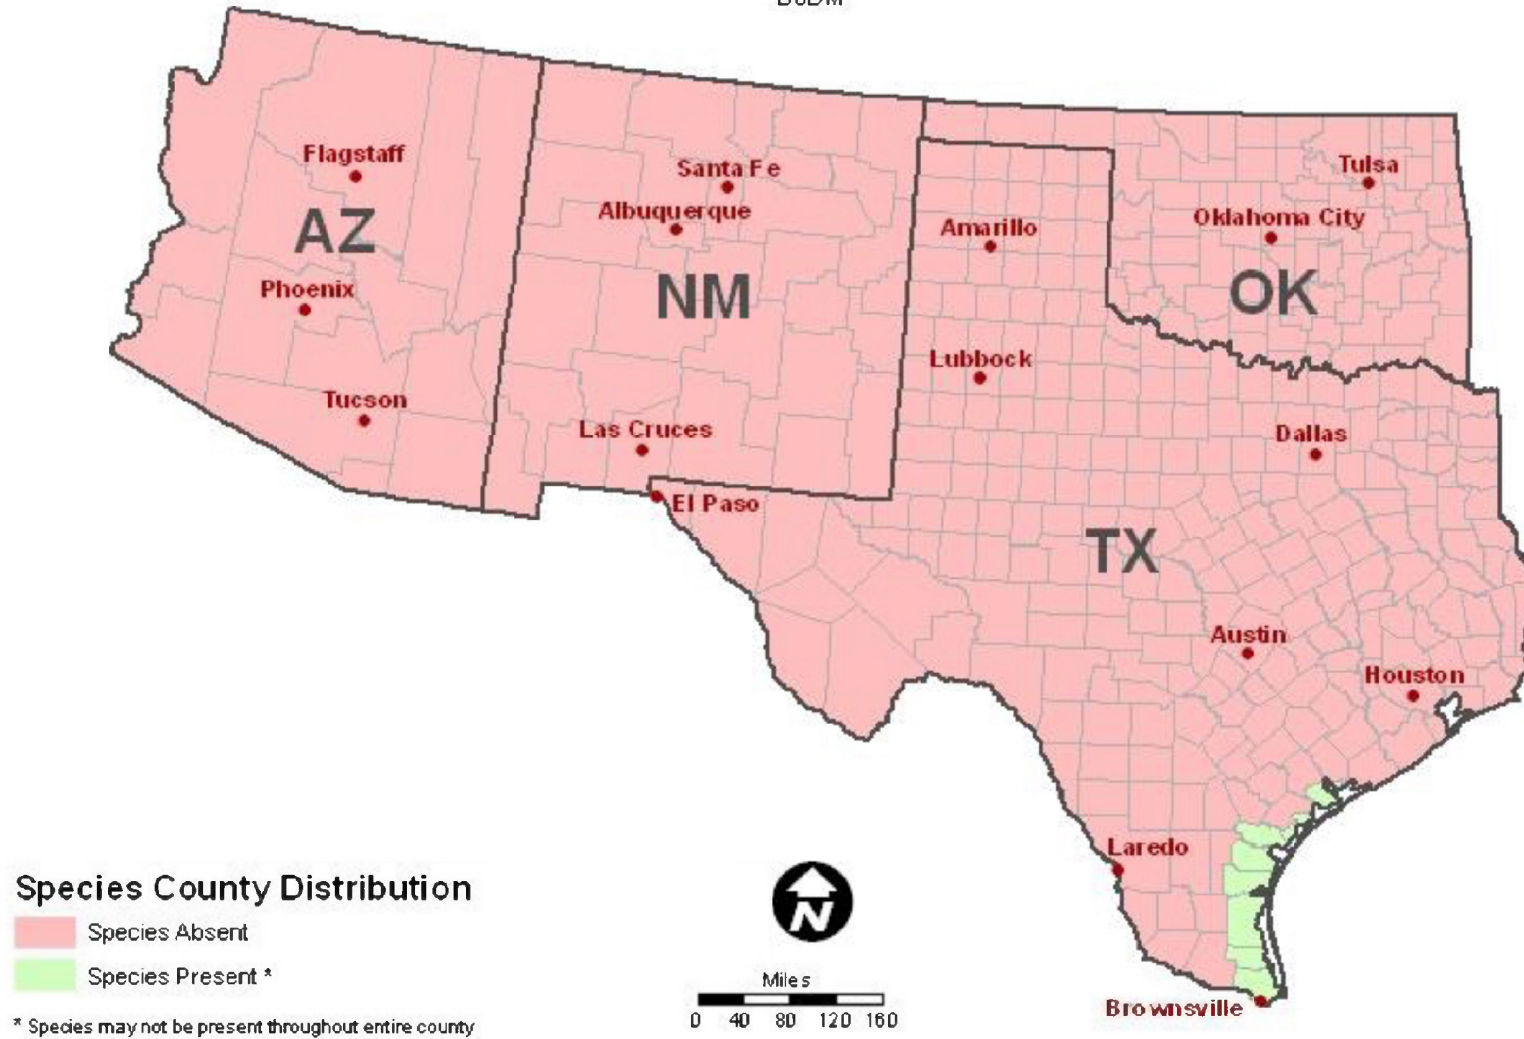 Flagstaff
Santa Fe
Tulsa
Albuquerque
Oklahoma City
AZ
Amarillo
Phoenix
NM
OK
Lubbock
Tucson
Las Cruces
Dallas
El Paso
TX
Austin
Houston
Laredo
Species County Distribution
Species Absent
Species Present *
* Species may not be present throughout entire county
N
Miles
0 40 80 120 160
Brownsville